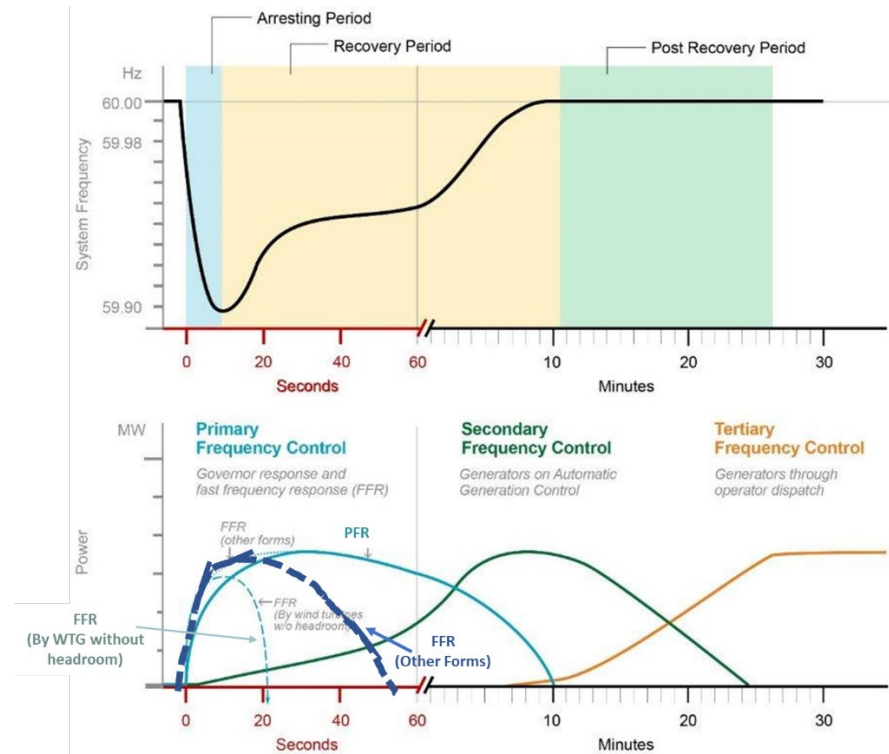 Arresting Period
Recovery Period
Post Recovery Period
Hz
60.00
59.98
59.90
System Frequency
0
20
40
60
10
20
30
Seconds
Minutes
MW
Power
Primary
Frequency Control
Governor response and
fast frequency response (FFR)
Secondary
Frequency Control
Generators on Automatic
Generation Control
Tertiary
Frequency Control
Generators through
operator dispatch
FFR
(other forms)
PFR
FFR
(By wind turbines
w/o headroom)
FFR
(By WTG without
headroom)
FFR
(Other Forms)
0
20
40
60
10
20
30
Seconds
Minutes